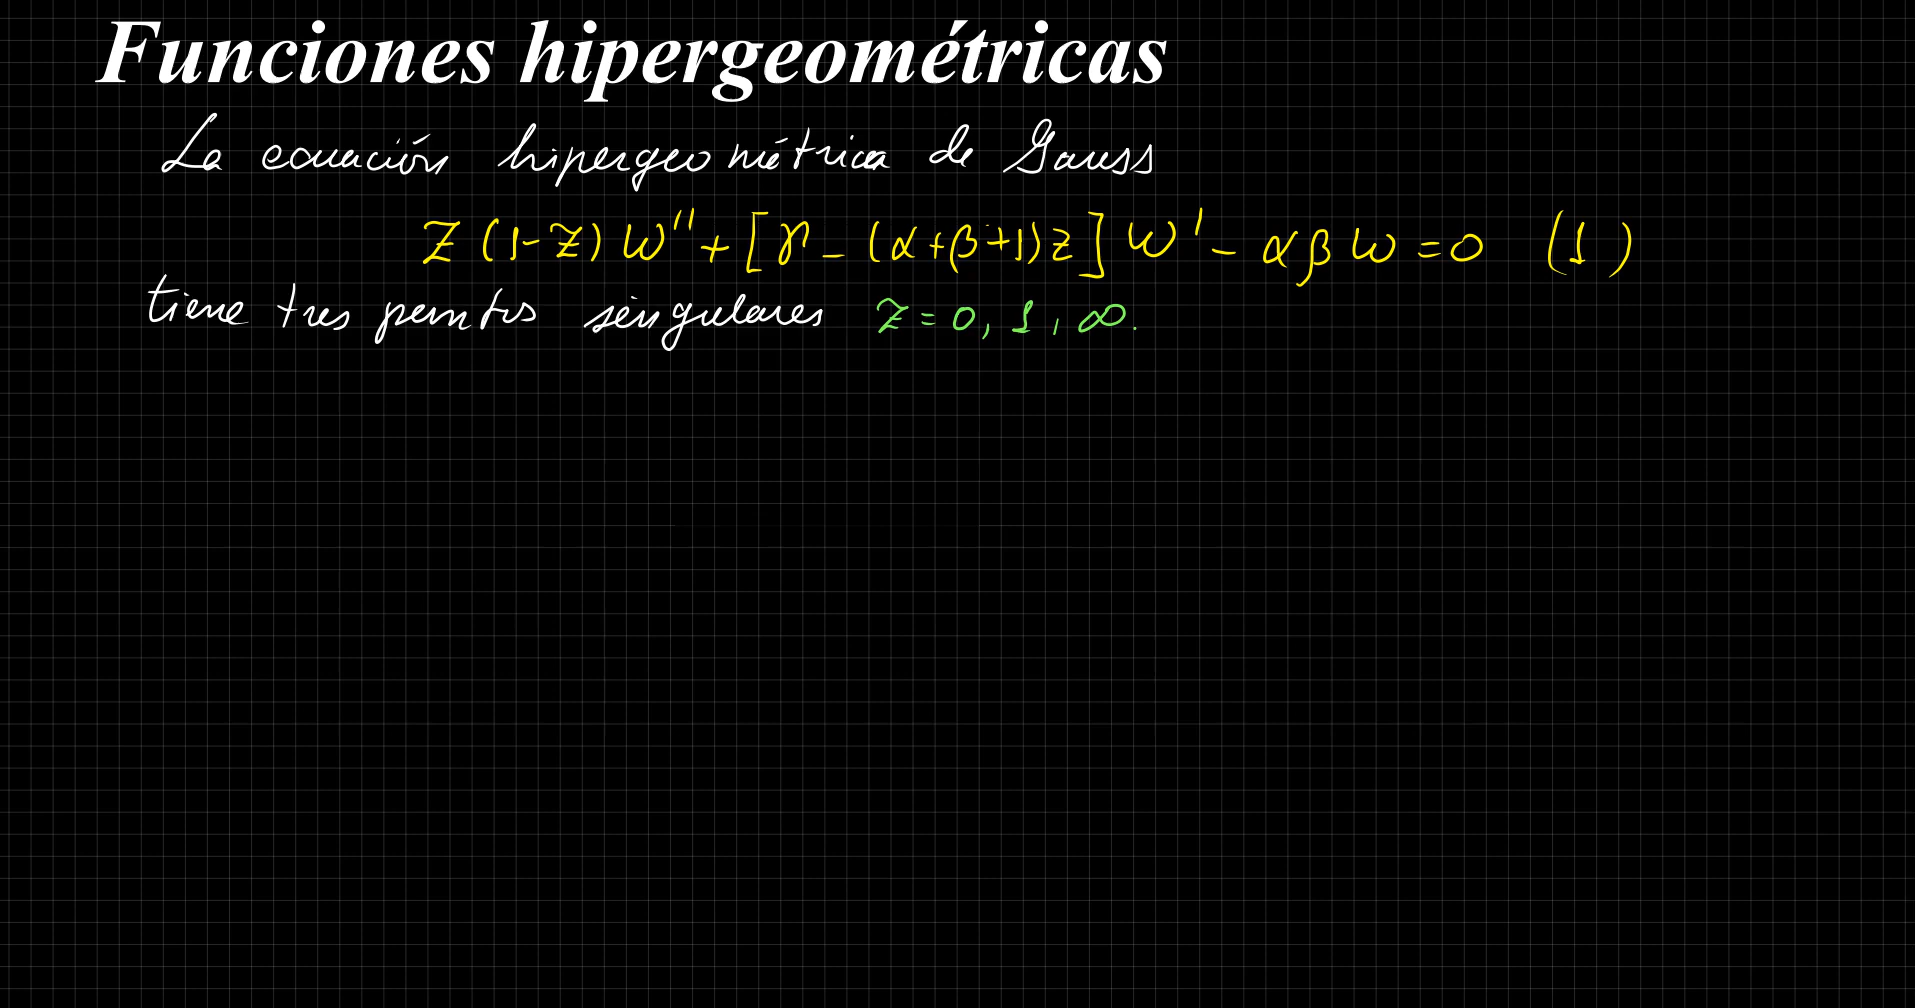 Funciones hipergeométricas
La ecuación hipergeométrica de Gauss
z(1-z)w''+[γ-(α+β+1)z]w'-αβw=0 (1)
tiene tres puntos singulares z=0, 1, ∞.